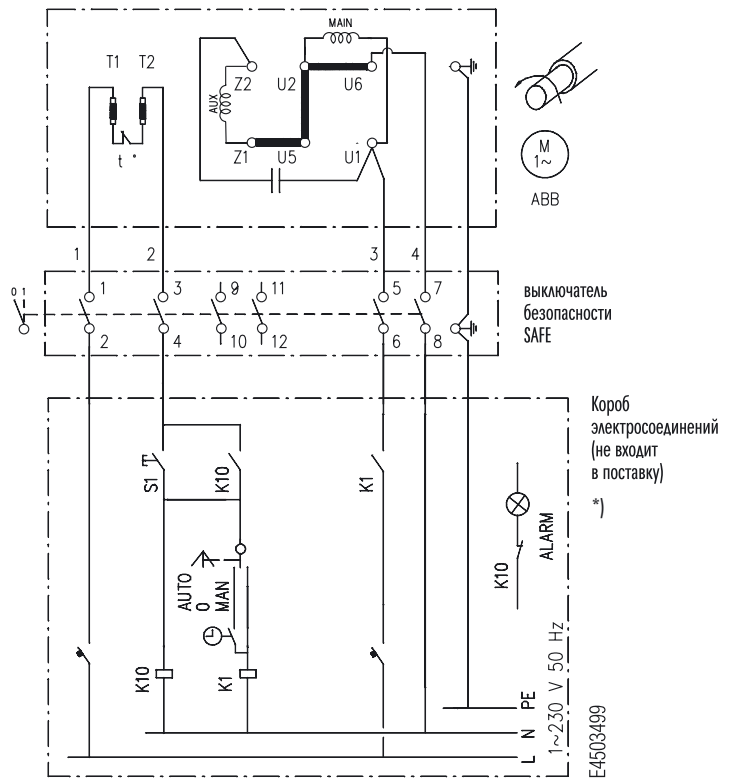 MAIN
T1 T2
Z2 U2 U6
AUX
t °
Z1 U5 U1
M
1~
ABB
1 2 3 4
0 1
1 3 9 11 5 7
2 4 10 12 6 8
выключатель
безопасности
SAFE
Короб
электросоединений
(не входит
в поставку)
*)
S1
K10
K1
ALARM
K10
AUTO
0
MAN
K10
K1
1~230 V 50 Hz
PE
N
L
E4503499